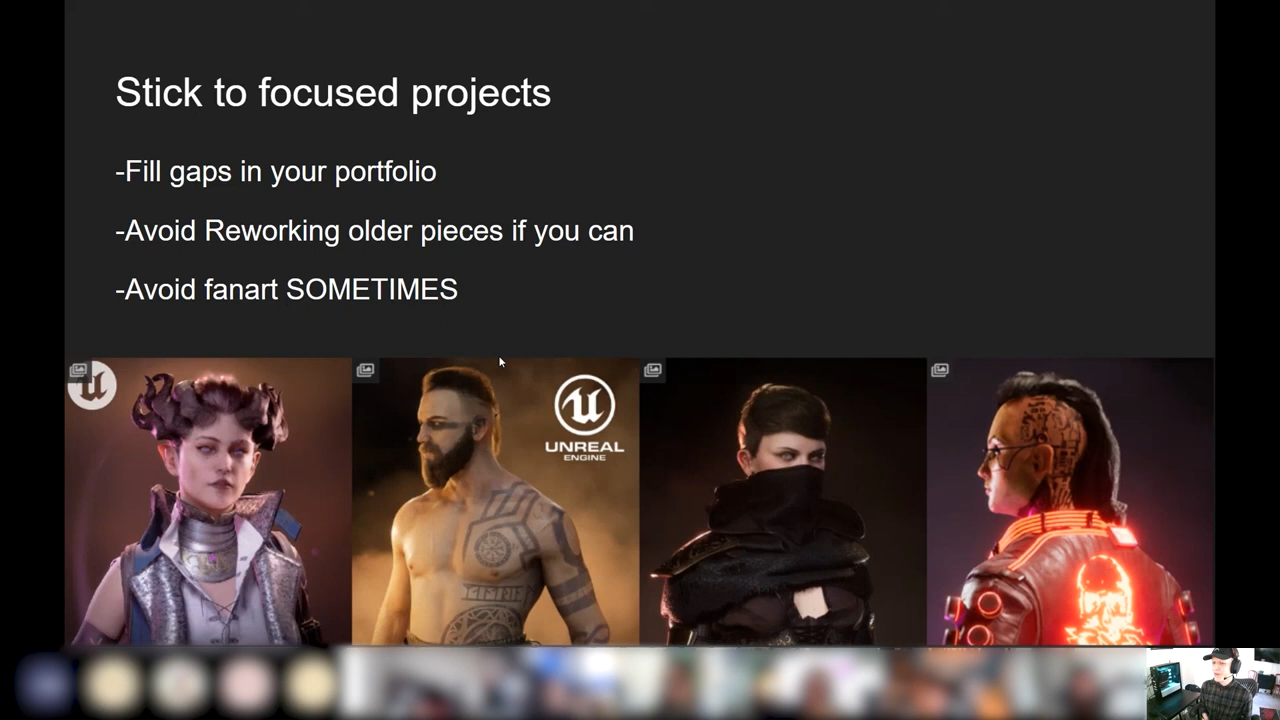 Stick to focused projects
-Fill gaps in your portfolio
-Avoid Reworking older pieces if you can
-Avoid fanart SOMETIMES
UNREAL
ENGINE